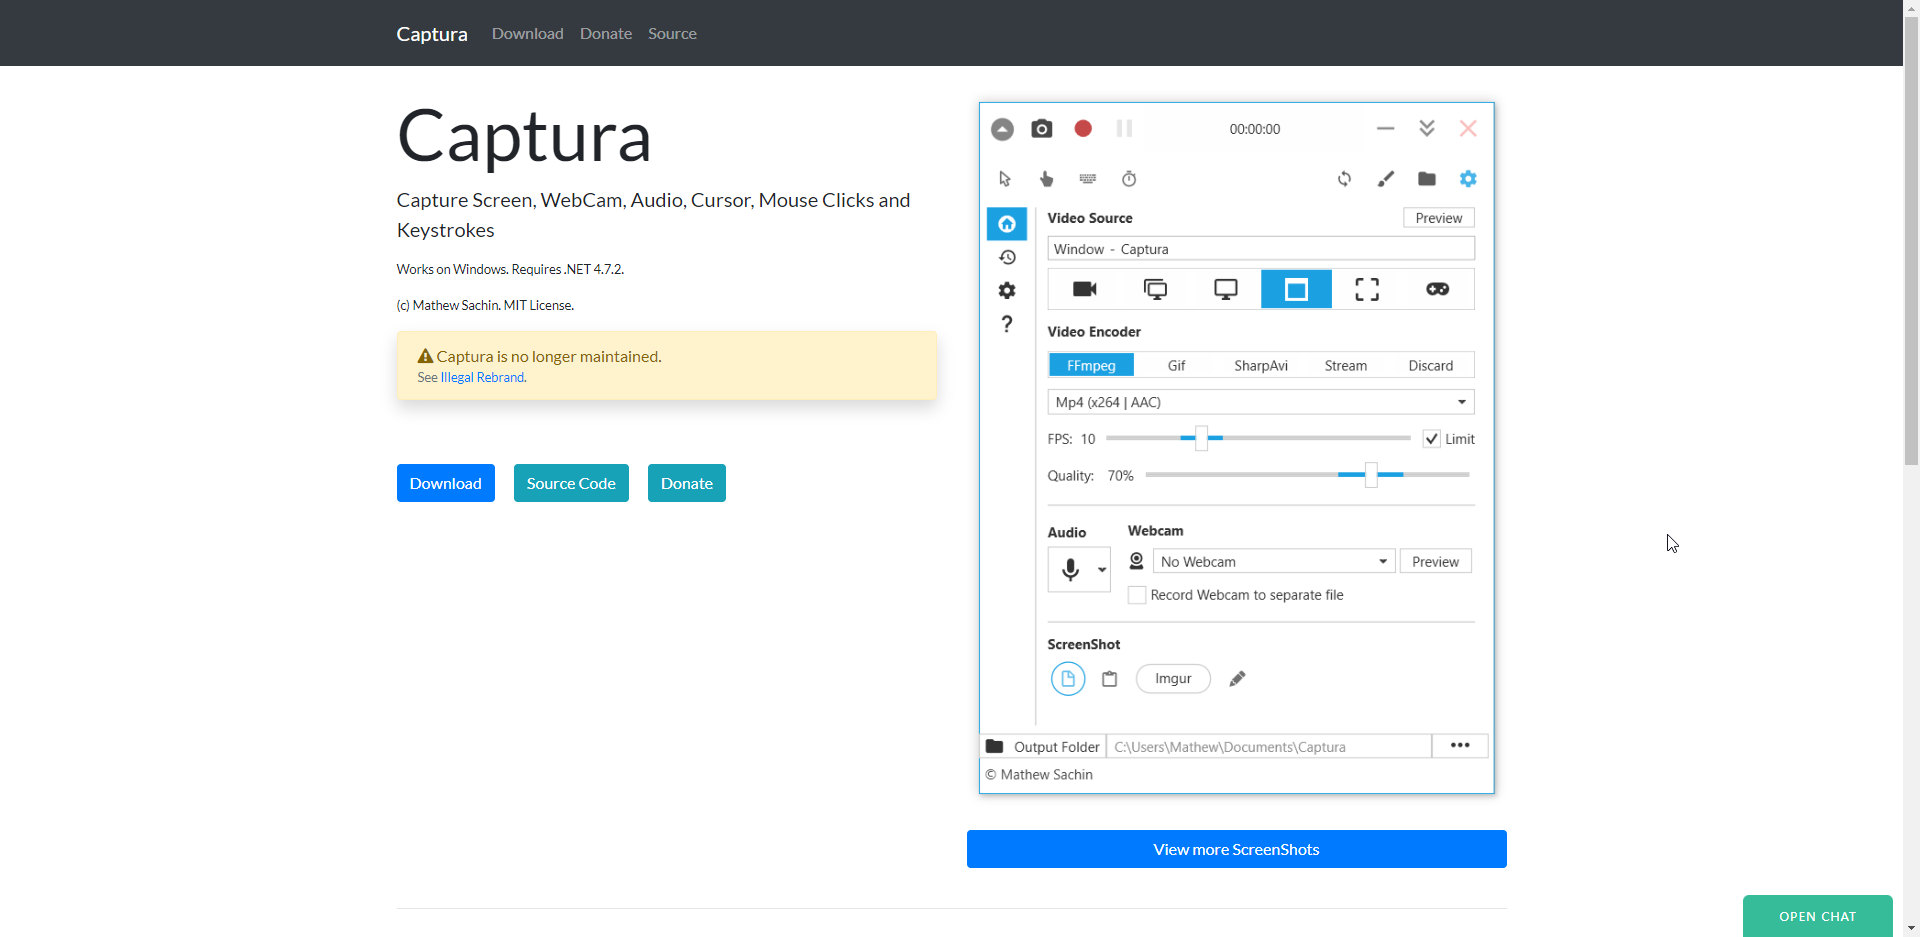 Captura Download Donate Source
Captura
Capture Screen, WebCam, Audio, Cursor, Mouse Clicks and
Keystrokes
Works on Windows. Requires .NET 4.7.2.
(c) Mathew Sachin. MIT License.
Captura is no longer maintained.
See Illegal Rebrand.
Download Source Code Donate
00:00:00
Video Source Preview
Window - Captura
Video Encoder
FFmpeg Gif SharpAvi Stream Discard
Mp4 (x264 | AAC)
FPS: 10 Limit
Quality: 70%
Audio Webcam
No Webcam Preview
Record Webcam to separate file
ScreenShot
Imgur
Output Folder C:\Users\Mathew\Documents\Captura •••
© Mathew Sachin
View more ScreenShots
OPEN CHAT